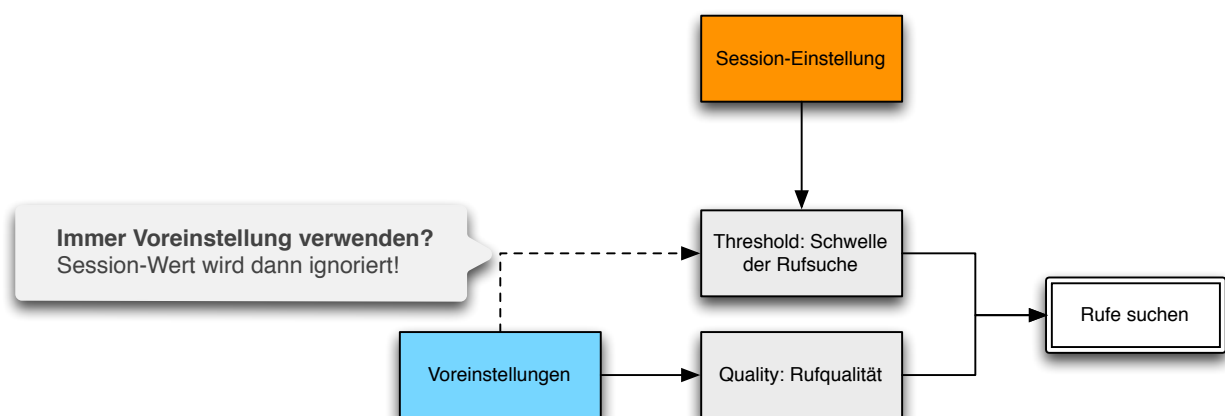 Session-Einstellung
Immer Voreinstellung verwenden?
Session-Wert wird dann ignoriert!
Threshold: Schwelle
der Rufsuche
Rufe suchen
Voreinstellungen
Quality: Rufqualität